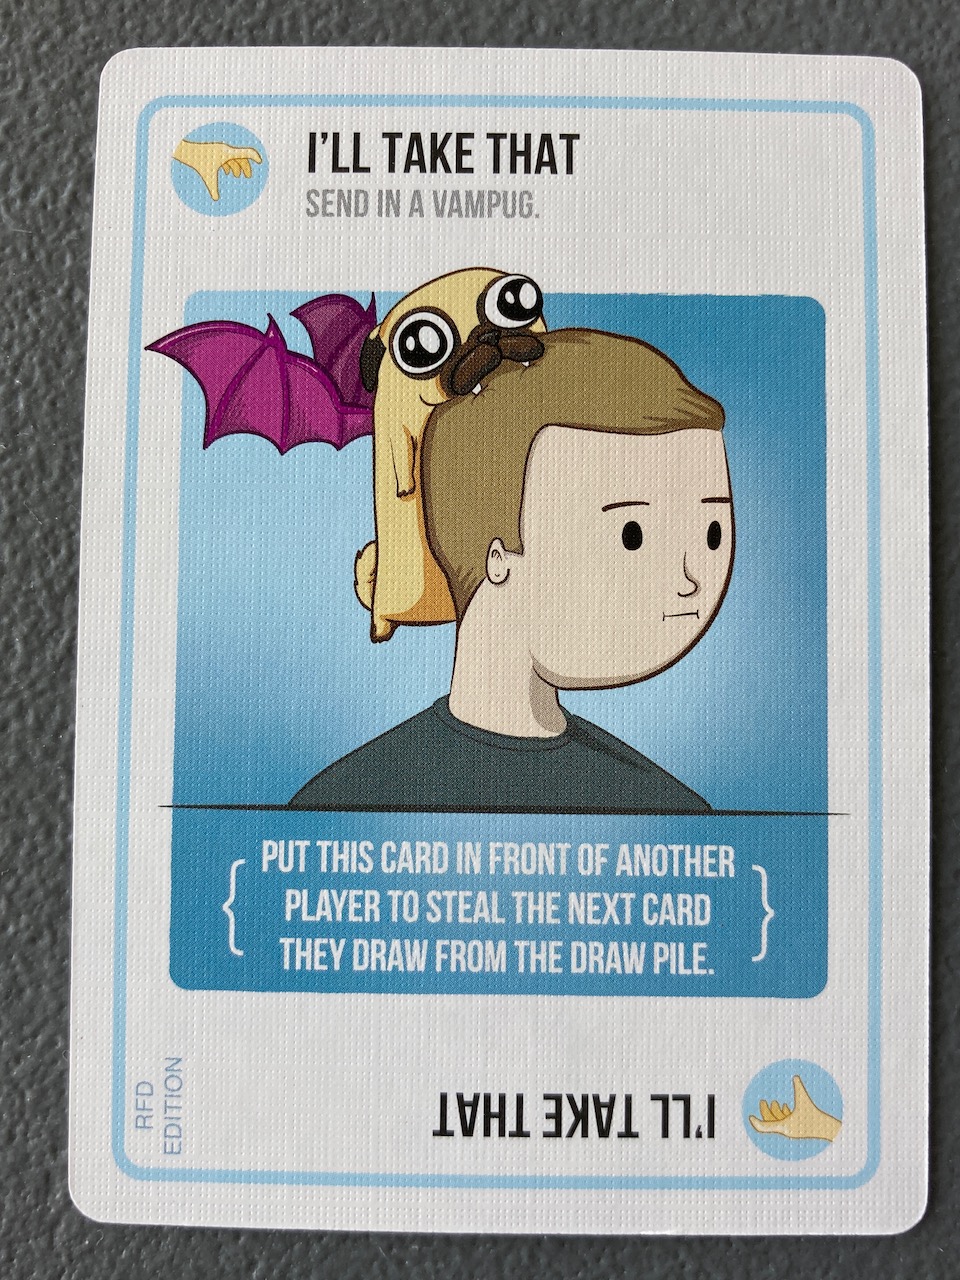 I'LL TAKE THAT
SEND IN A VAMPUG.
PUT THIS CARD IN FRONT OF ANOTHER
PLAYER TO STEAL THE NEXT CARD
THEY DRAW FROM THE DRAW PILE.
RFD
EDITION
I'LL TAKE THAT